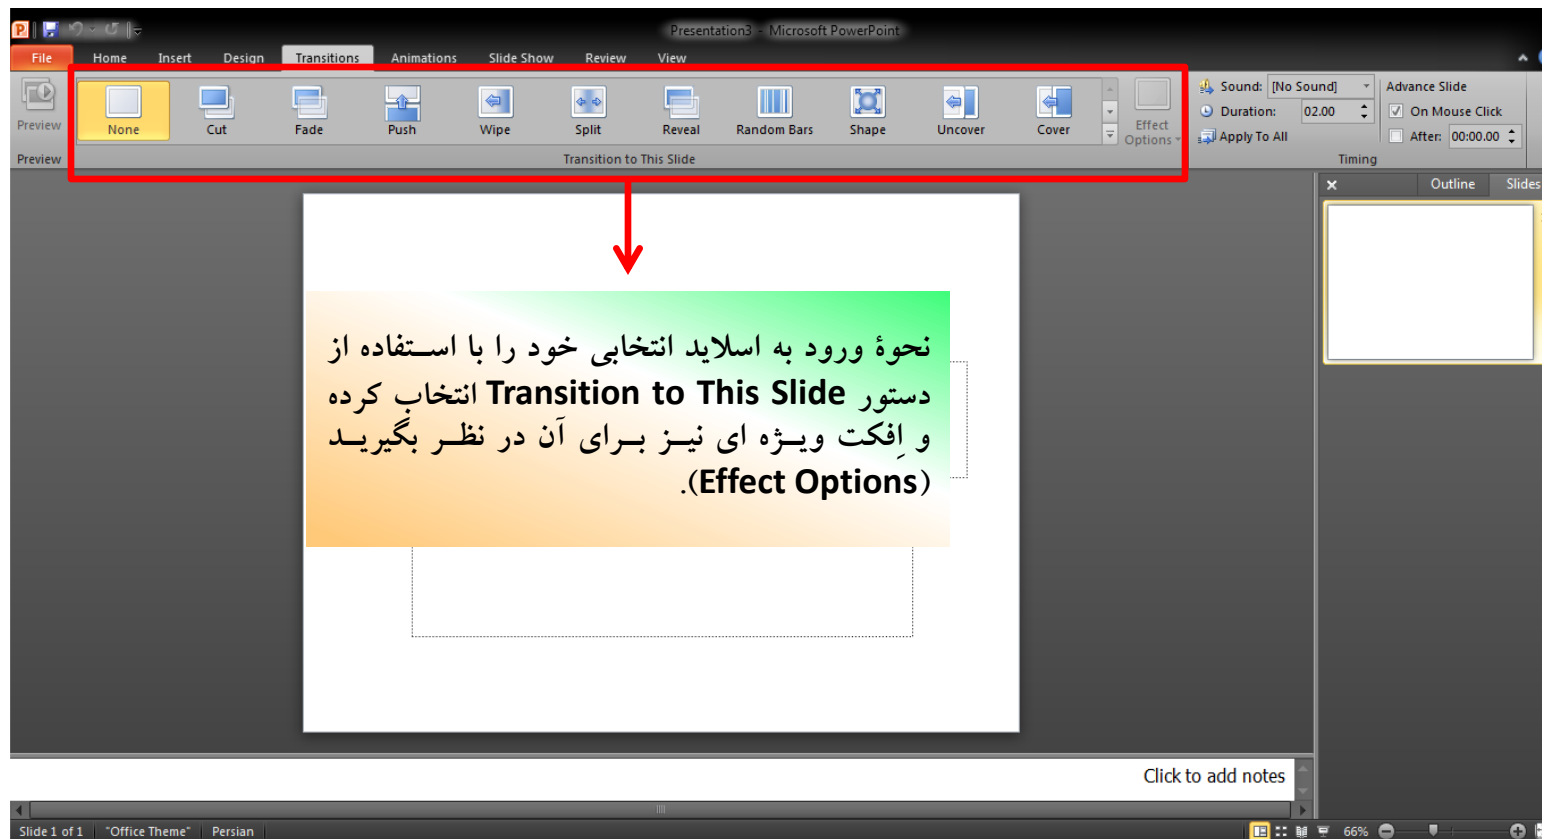 Presentation3 - Microsoft PowerPoint
File Home Insert Design Transitions Animations Slide Show Review View
Preview
None Cut Fade Push Wipe Split Reveal Random Bars Shape Uncover Cover
Effect Options
Sound: [No Sound]
Duration: 02.00
Apply To All
Advance Slide
On Mouse Click
After: 00:00.00
Preview
Transition to This Slide
Timing
Outline Slides
نحوۀ ورود به اسلاید انتخابی خود را با استفاده از
دستور Transition to This Slide انتخاب کرده
و اِفکت ویژه ای نیز برای آن در نظر بگیرید
(Effect Options).
Click to add notes
Slide 1 of 1 "Office Theme" Persian
66%